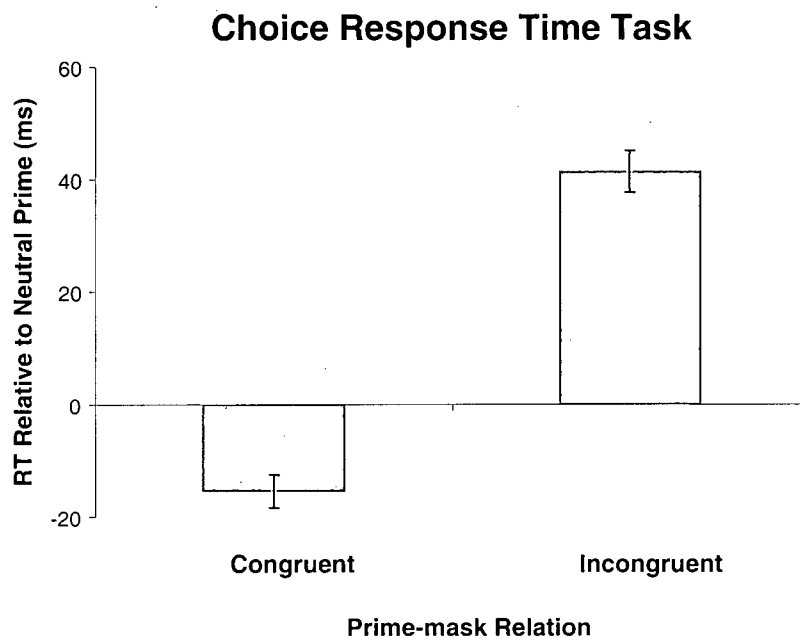 Choice Response Time Task
RT Relative to Neutral Prime (ms)
60
40
20
0
-20
Congruent
Incongruent
Prime-mask Relation